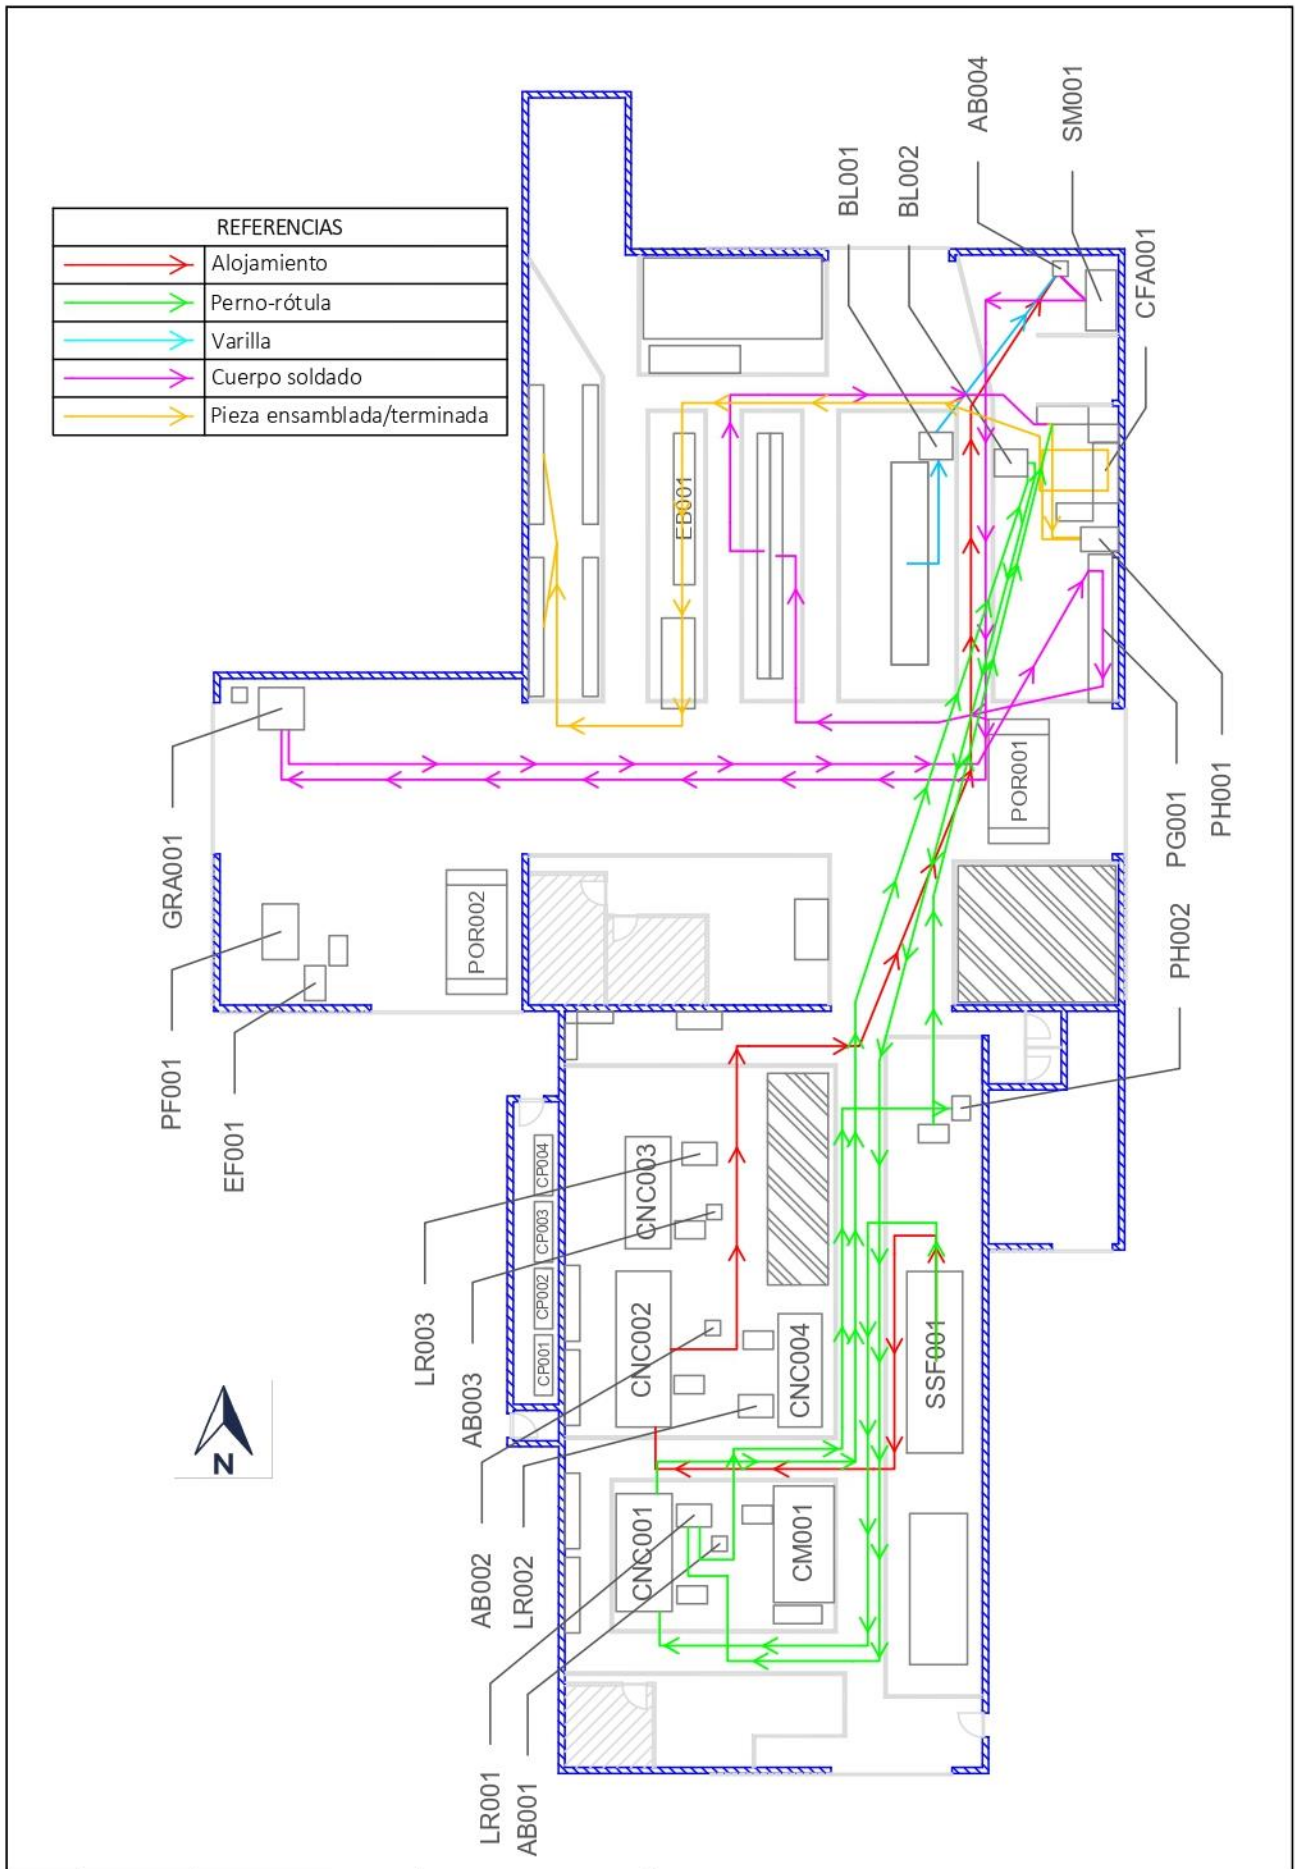 REFERENCIAS
Alojamiento
Perno-rótula
Varilla
Cuerpo soldado
Pieza ensamblada/terminada
AB004
SM001
BL001
BL002
CFA001
EB001
GRA001
POR001
PG001
PH001
PF001
EF001
POR002
PH002
CP004
CP003
CP002
CP001
CNC003
LR003
AB003
CNC002
CNC004
SSF001
N
AB002
LR002
CNC001
CM001
LR001
AB001